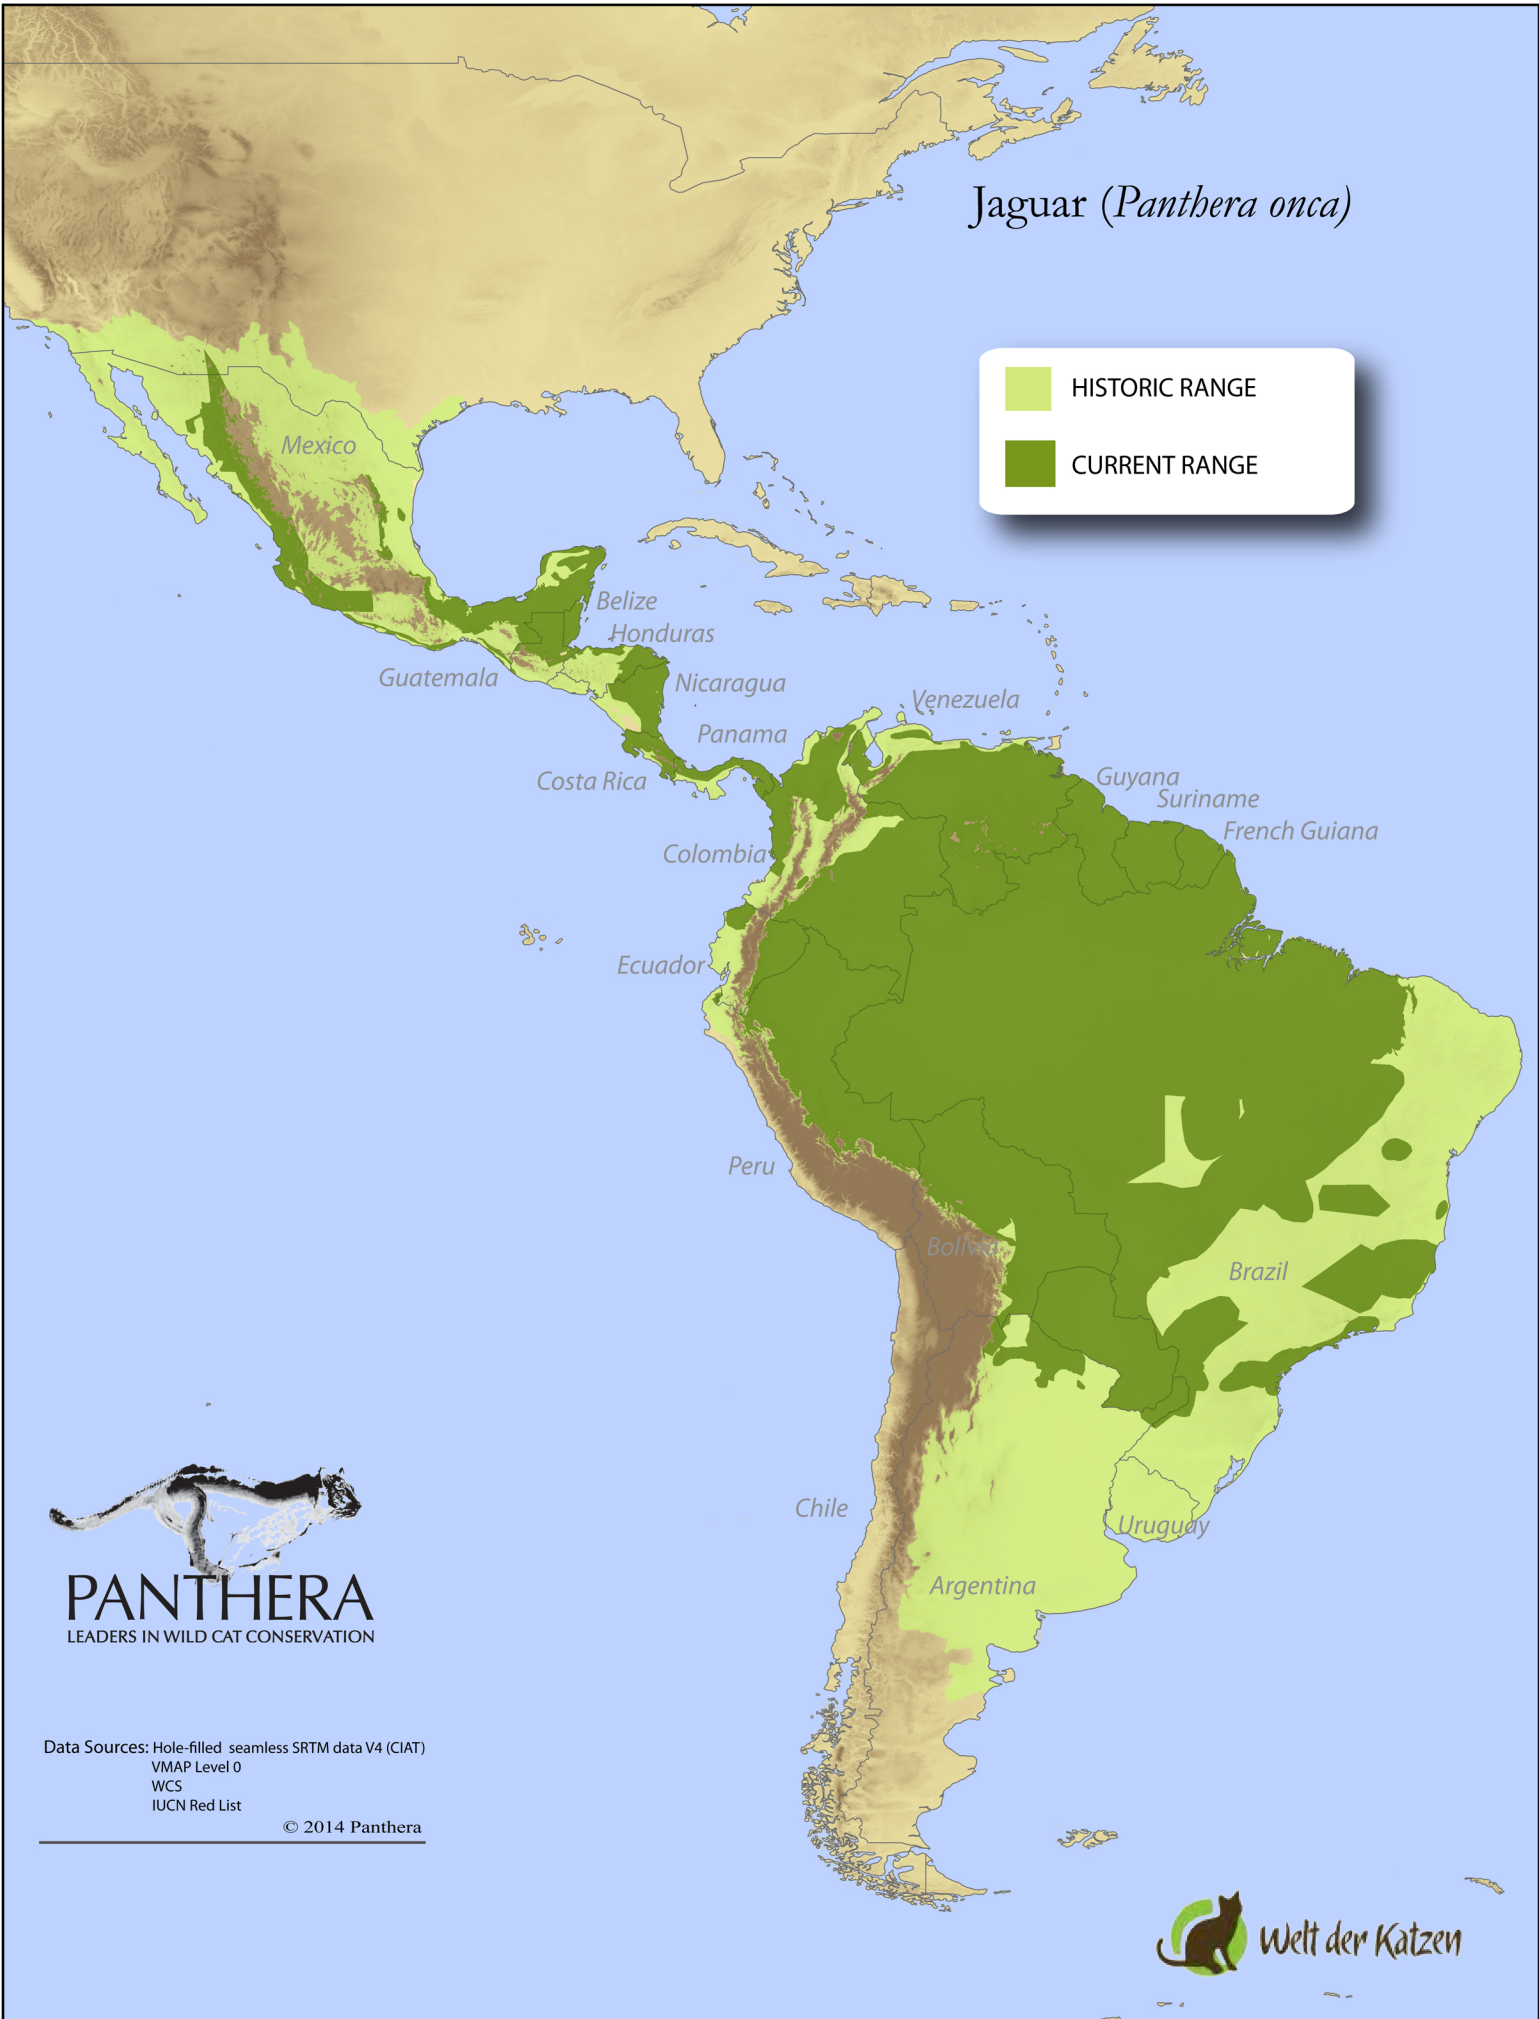 Jaguar (Panthera onca)
HISTORIC RANGE
CURRENT RANGE
Mexico
Belize
Honduras
Guatemala
Nicaragua
Venezuela
Panama
Costa Rica
Guyana
Suriname
French Guiana
Colombia
Ecuador
Peru
Bolivia
Brazil
Chile
Uruguay
Argentina
PANTHERA
LEADERS IN WILD CAT CONSERVATION
Data Sources: Hole-filled seamless SRTM data V4 (CIAT)
VMAP Level 0
WCS
IUCN Red List
© 2014 Panthera
Welt der Katzen